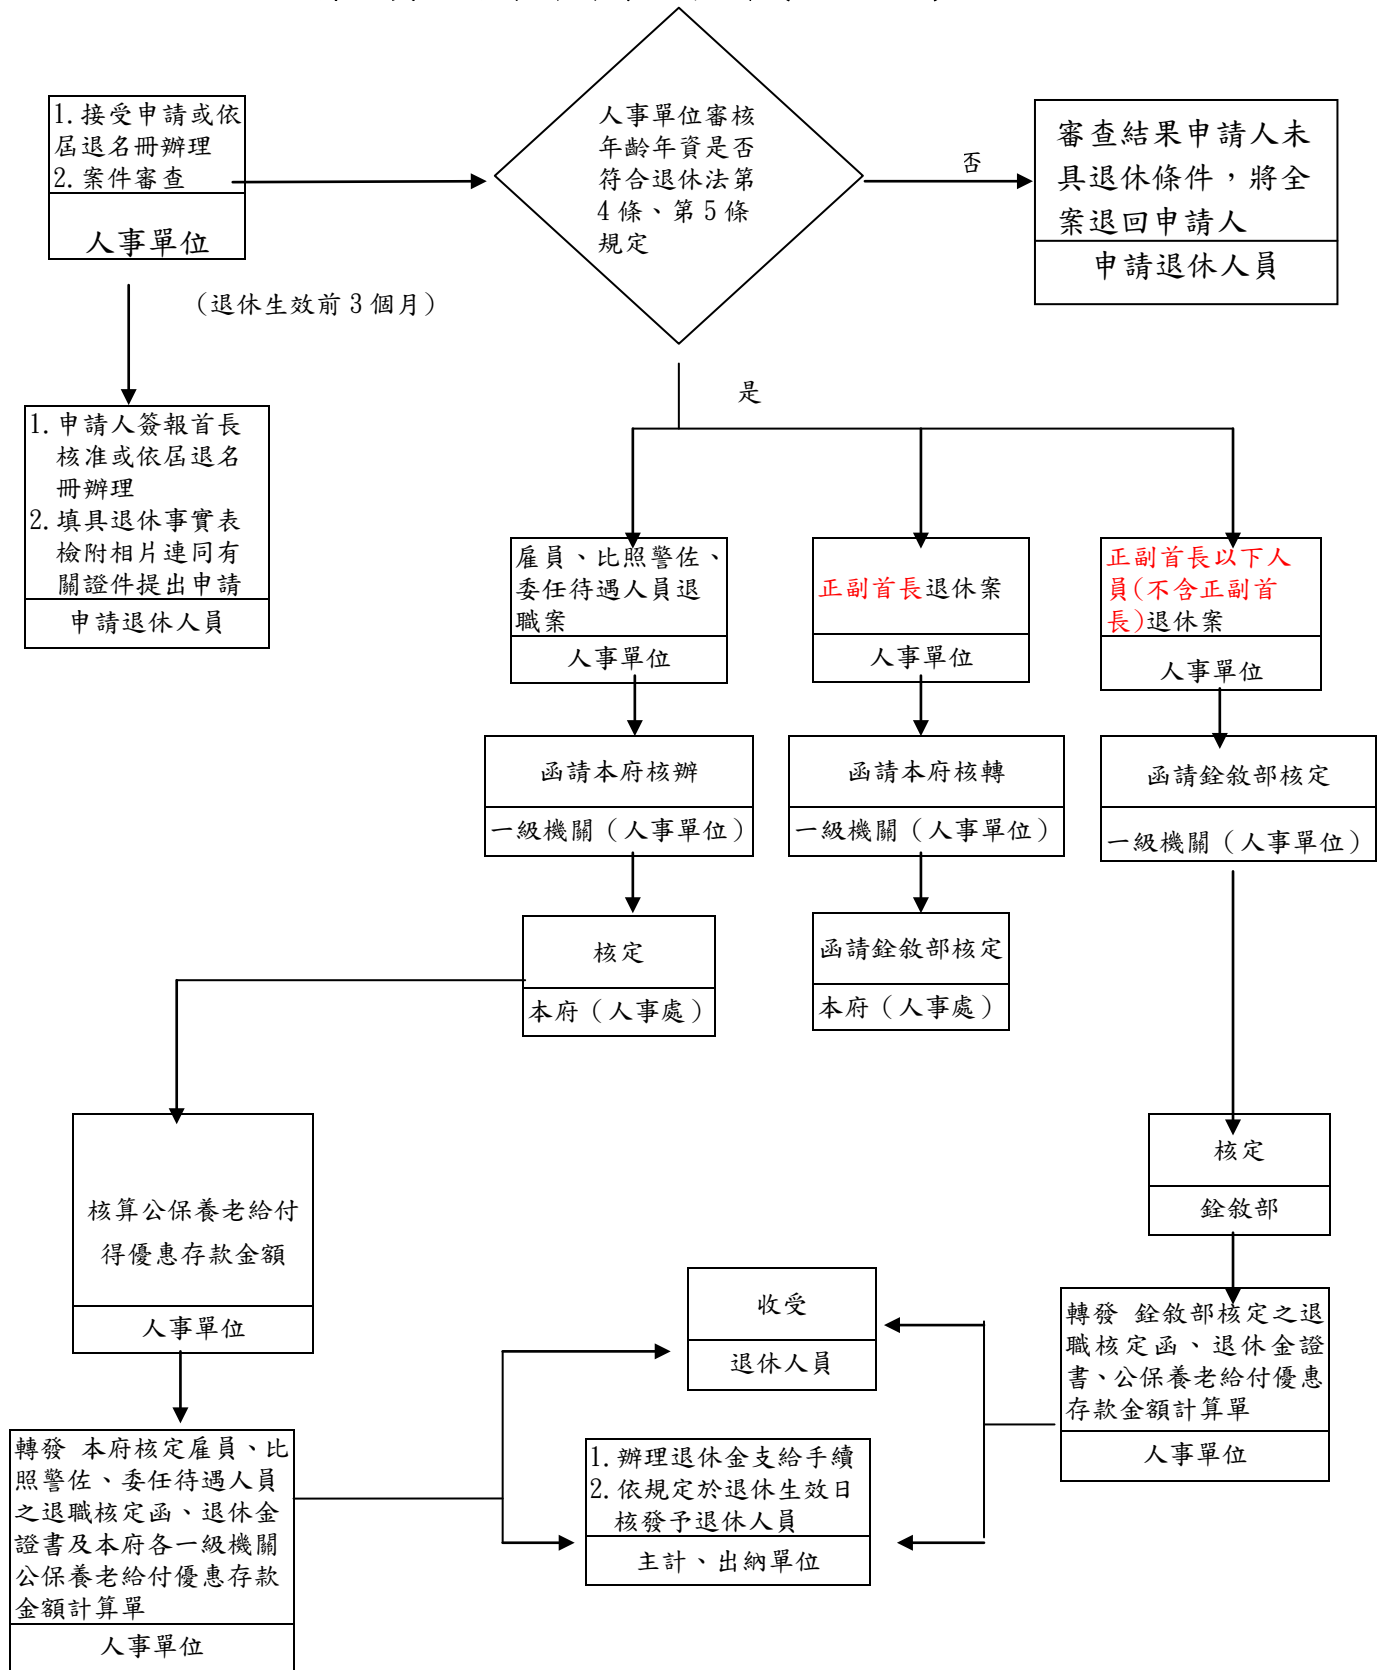 1. 接受申請或依
屆退名冊辦理
2. 案件審查
人事單位
人事單位審核
年齡年資是否
符合退休法第
4 條、第 5 條
規定
否
審查結果申請人未
具退休條件，將全
案退回申請人
申請退休人員
(退休生效前 3 個月)
是
1. 申請人簽報首長
核准或依屆退名
冊辦理
2. 填具退休事實表
檢附相片連同有
關證件提出申請
申請退休人員
雇員、比照警佐、
委任待遇人員退
職案
人事單位
正副首長退休案
人事單位
正副首長以下人
員(不含正副首
長)退休案
人事單位
函請本府核辦
一級機關（人事單位）
函請本府核轉
一級機關（人事單位）
函請銓敘部核定
一級機關（人事單位）
核定
本府（人事處）
函請銓敘部核定
本府（人事處）
核定
銓敘部
核算公保養老給付
得優惠存款金額
人事單位
收受
退休人員
轉發 銓敘部核定之退
職核定函、退休金證
書、公保養老給付優惠
存款金額計算單
人事單位
轉發 本府核定雇員、比
照警佐、委任待遇人員
之退職核定函、退休金
證書及本府各一級機關
公保養老給付優惠存款
金額計算單
人事單位
1. 辦理退休金支給手續
2. 依規定於退休生效日
核發予退休人員
主計、出納單位